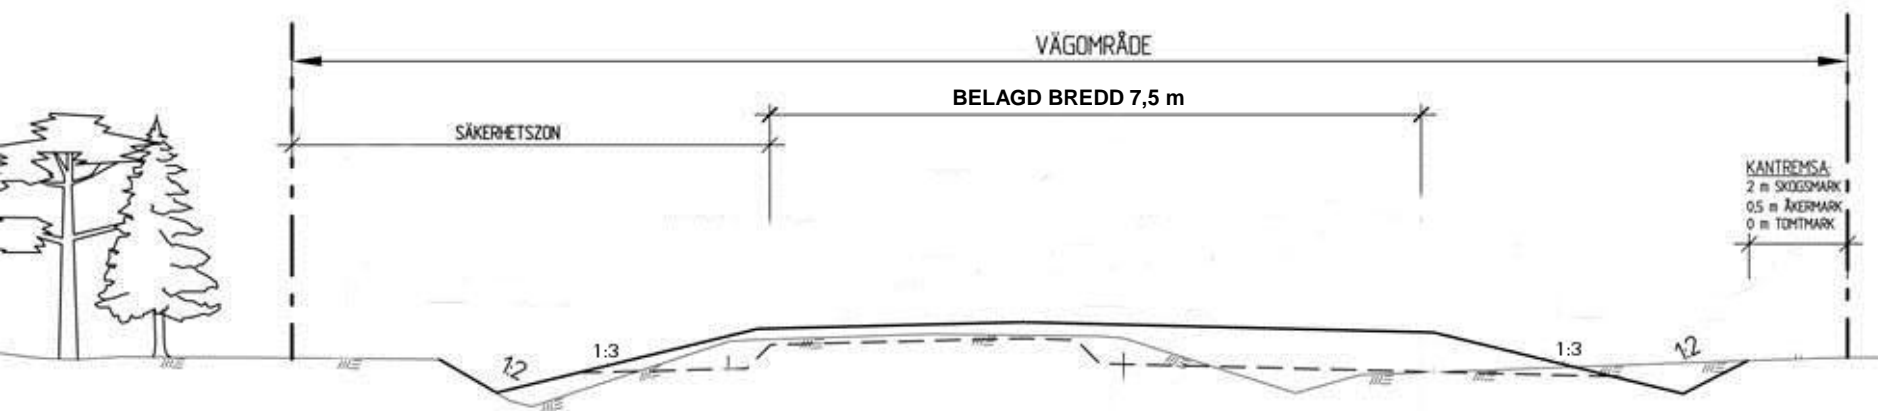 VÄGOMRÅDE
BELAGD BREDD 7,5 m
SÄKERHETSZON
KANTREMSA:
2 m SKOGSMARK
0,5 m ÅKERMARK
0 m TOMTMARK
1:2
1:3
1:3
1:2